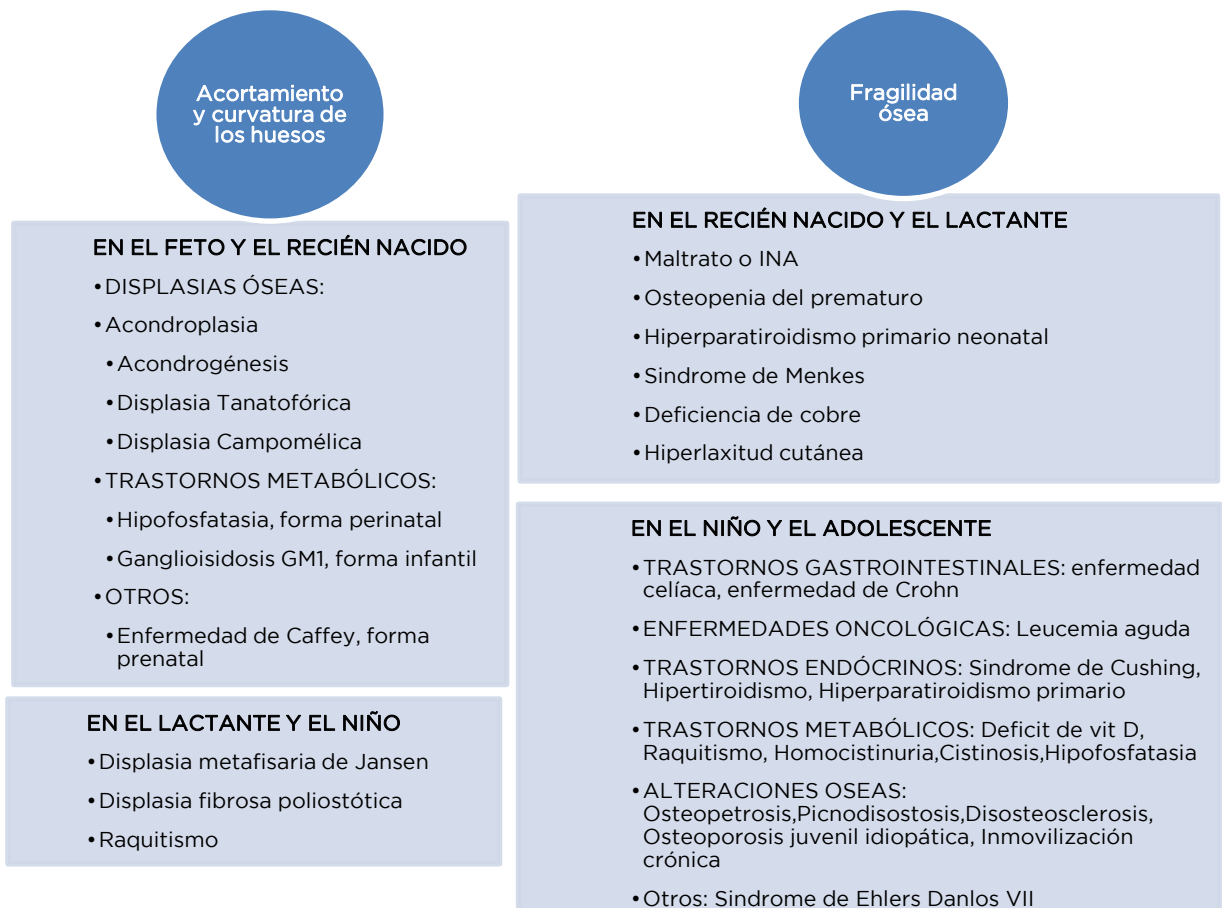 Acortamiento
y curvatura de
los huesos
EN EL FETO Y EL RECIÉN NACIDO
•DISPLASIAS ÓSEAS:
•Acondroplasia
•Acondrogénesis
•Displasia Tanatofórica
•Displasia Campomélica
•TRASTORNOS METABÓLICOS:
•Hipofosfatasia, forma perinatal
•Ganglioisidosis GM1, forma infantil
•OTROS:
•Enfermedad de Caffey, forma
prenatal
EN EL LACTANTE Y EL NIÑO
•Displasia metafisaria de Jansen
•Displasia fibrosa poliostótica
•Raquitismo
Fragilidad
ósea
EN EL RECIÉN NACIDO Y EL LACTANTE
•Maltrato o INA
•Osteopenia del prematuro
•Hiperparatiroidismo primario neonatal
•Sindrome de Menkes
•Deficiencia de cobre
•Hiperlaxitud cutánea
EN EL NIÑO Y EL ADOLESCENTE
•TRASTORNOS GASTROINTESTINALES: enfermedad
celíaca, enfermedad de Crohn
•ENFERMEDADES ONCOLÓGICAS: Leucemia aguda
•TRASTORNOS ENDÓCRINOS: Sindrome de Cushing,
Hipertiroidismo, Hiperparatiroidismo primario
•TRASTORNOS METABÓLICOS: Deficit de vit D,
Raquitismo, Homocistinuria,Cistinosis,Hipofosfatasia
•ALTERACIONES OSEAS:
Osteopetrosis,Picnodisostosis,Disosteosclerosis,
Osteoporosis juvenil idiopática, Inmovilización
crónica
•Otros: Sindrome de Ehlers Danlos VII